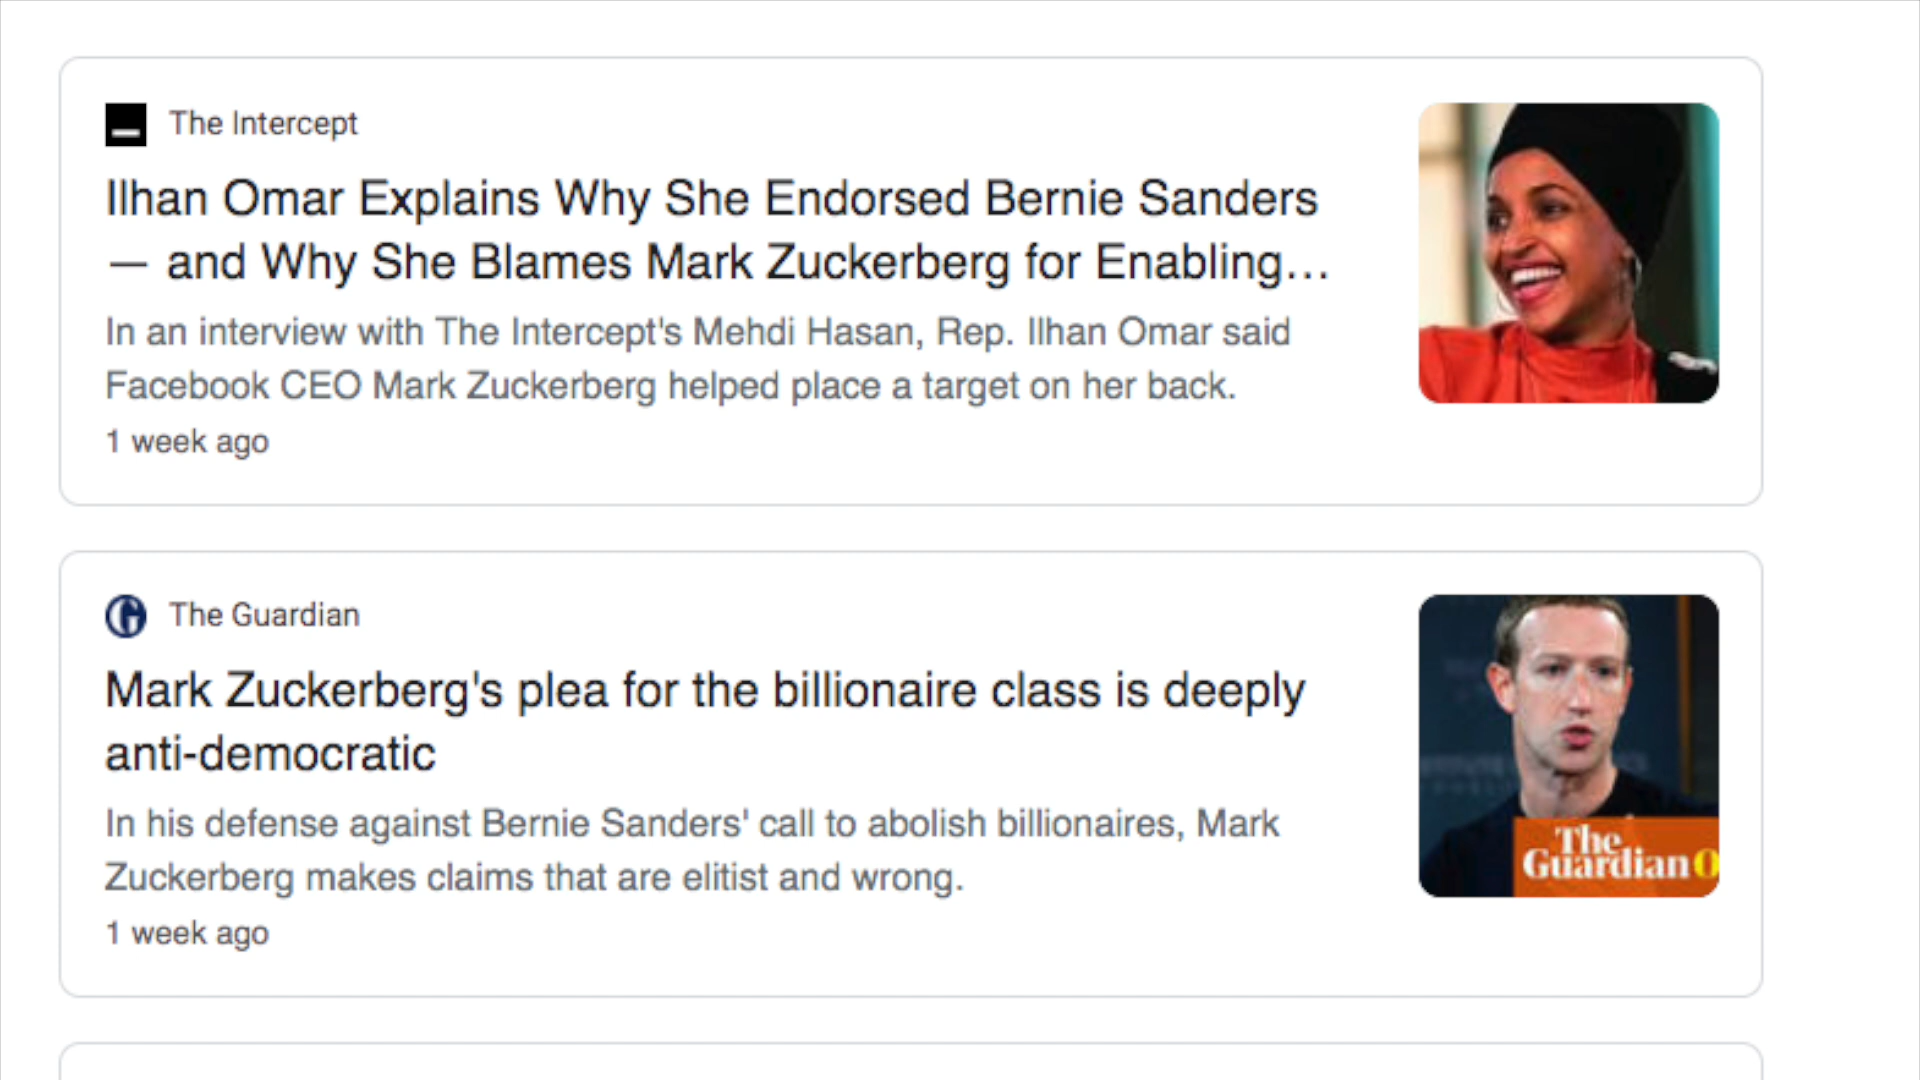 The Intercept
Ilhan Omar Explains Why She Endorsed Bernie Sanders
— and Why She Blames Mark Zuckerberg for Enabling...
In an interview with The Intercept's Mehdi Hasan, Rep. Ilhan Omar said
Facebook CEO Mark Zuckerberg helped place a target on her back.
1 week ago
The Guardian
Mark Zuckerberg's plea for the billionaire class is deeply
anti-democratic
In his defense against Bernie Sanders' call to abolish billionaires, Mark
Zuckerberg makes claims that are elitist and wrong.
1 week ago
The
Guardian O